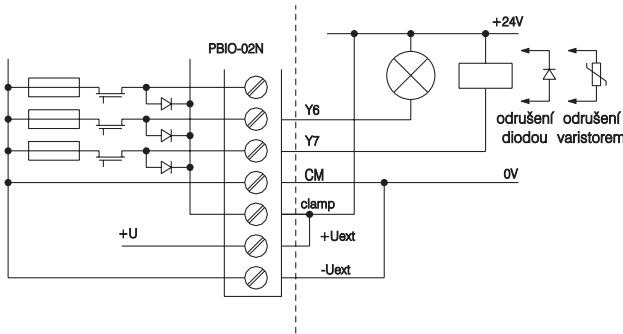 +24V
PBIO-02N
Y6
odrušení odrušení
diodou varistorem
Y7
CM
0V
clamp
+U
+Uext
-Uext